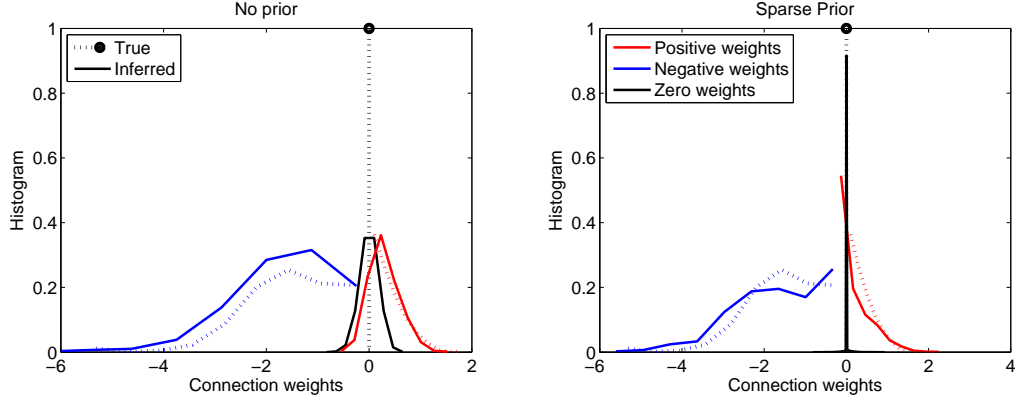 No prior
1
0.8
0.6
0.4
0.2
0
Histogram
True
Inferred
−6
−4
−2
0
2
Connection weights
Sparse Prior
1
0.8
0.6
0.4
0.2
0
Histogram
Positive weights
Negative weights
Zero weights
−6
−4
−2
0
2
4
Connection weights